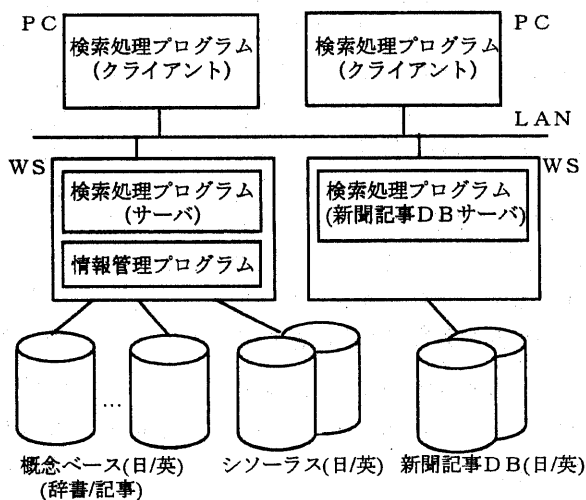 PC
検索処理プログラム
(クライアント)
PC
検索処理プログラム
(クライアント)
LAN
WS
検索処理プログラム
(サーバ)
情報管理プログラム
WS
検索処理プログラム
(新聞記事DBサーバ)
...
概念ベース(日/英)
(辞書/記事)
シソーラス(日/英)
新聞記事DB(日/英)